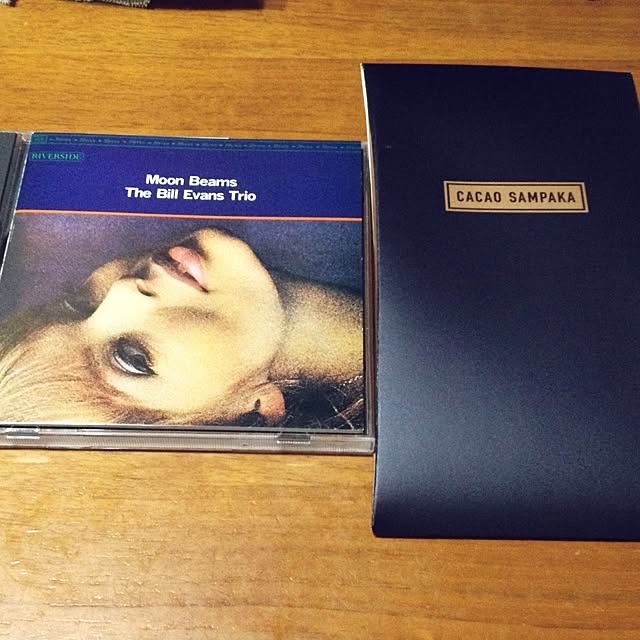 RIVERSIDE
Moon Beams
The Bill Evans Trio
CACAO SAMPAKA